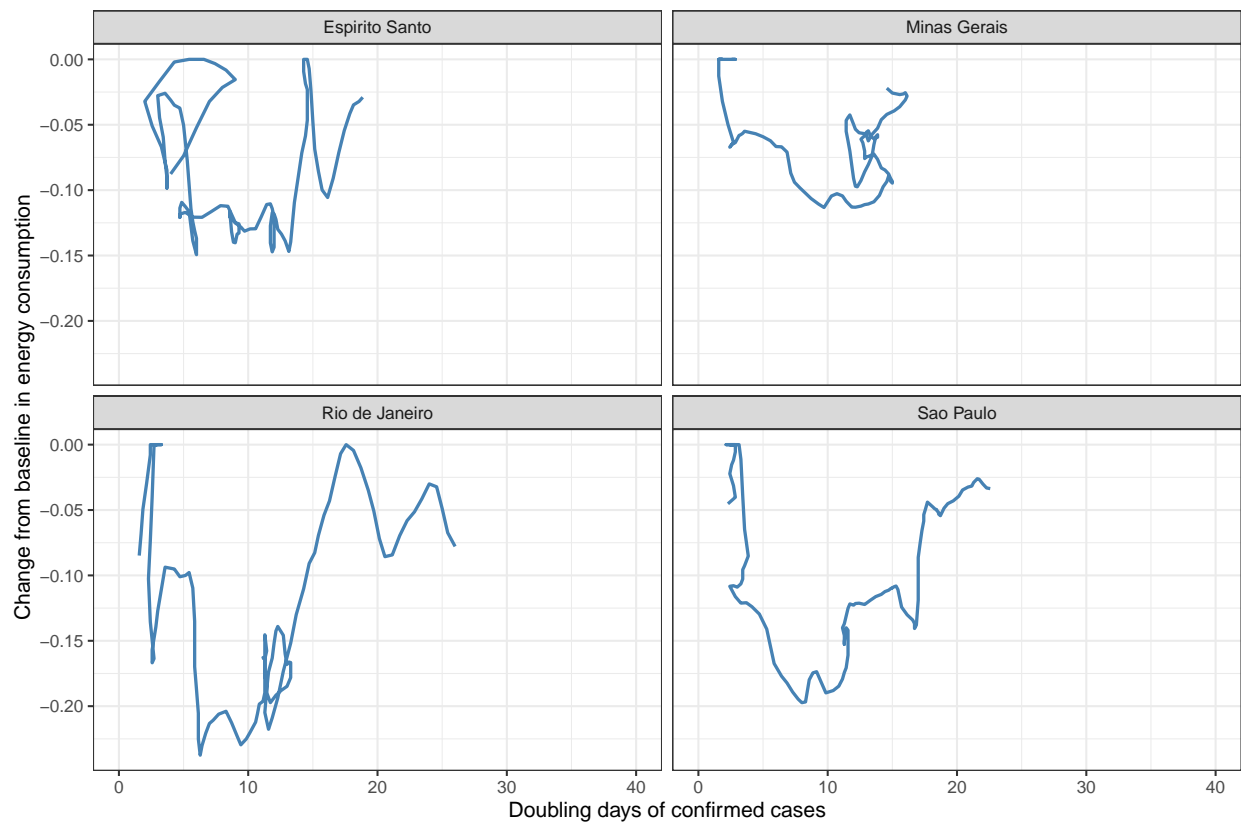 Espirito Santo
Minas Gerais
0.00
−0.05
−0.10
−0.15
−0.20
Rio de Janeiro
Sao Paulo
0.00
−0.05
−0.10
−0.15
−0.20
0 10 20 30 40
0 10 20 30 40
Doubling days of confirmed cases
Change from baseline in energy consumption